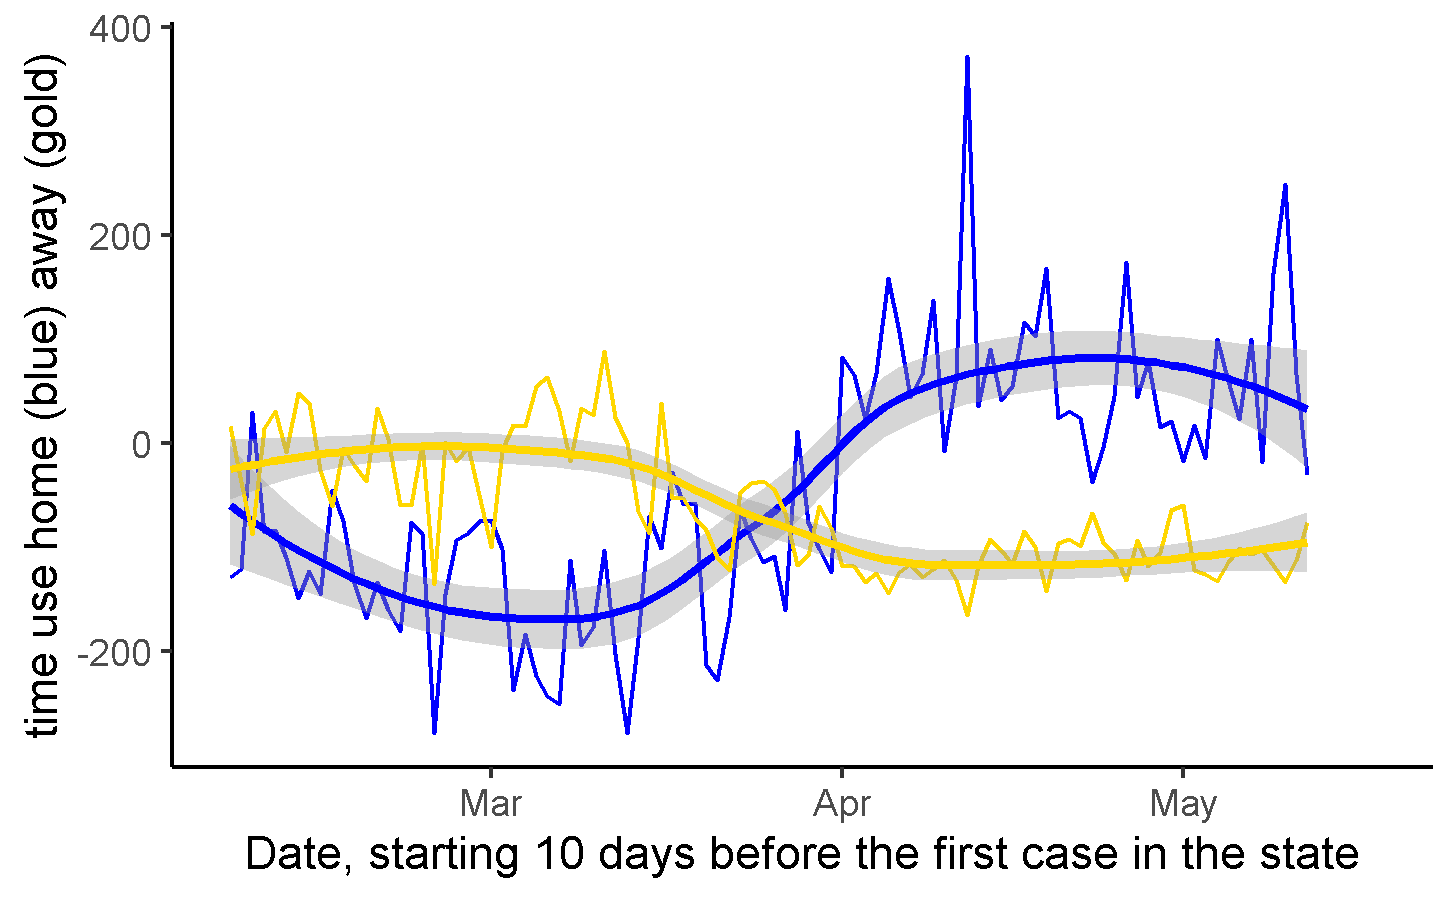 time use home (blue) away (gold)
400
200
0
-200
Mar
Apr
May
Date, starting 10 days before the first case in the state